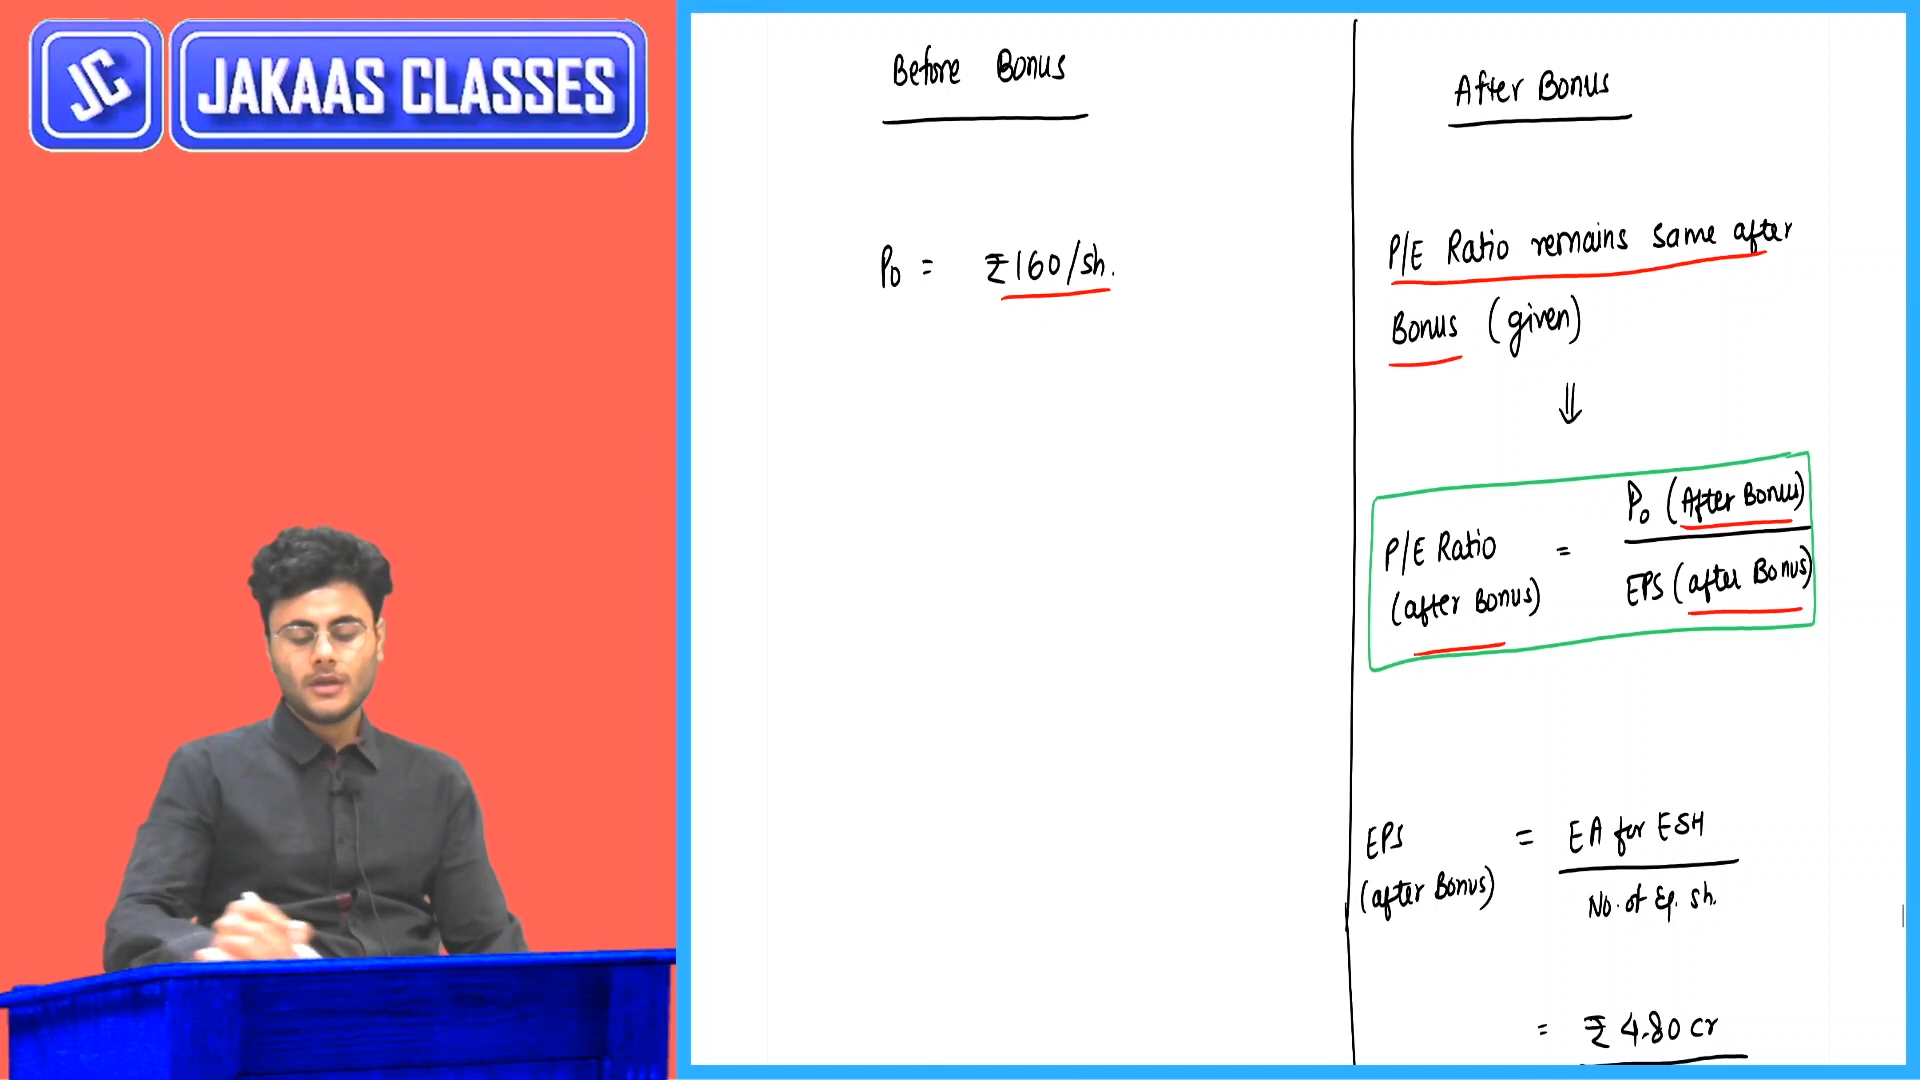 JC JAKAAS CLASSES
Before Bonus
P0 = ₹160/sh.
After Bonus
P/E Ratio remains same after
Bonus (given)
⇓
P/E Ratio (after Bonus) = P0 (After Bonus) / EPS (after Bonus)
EPS (after Bonus) = EA for ESH / No. of Eq. sh.
= ₹ 4.80 cr